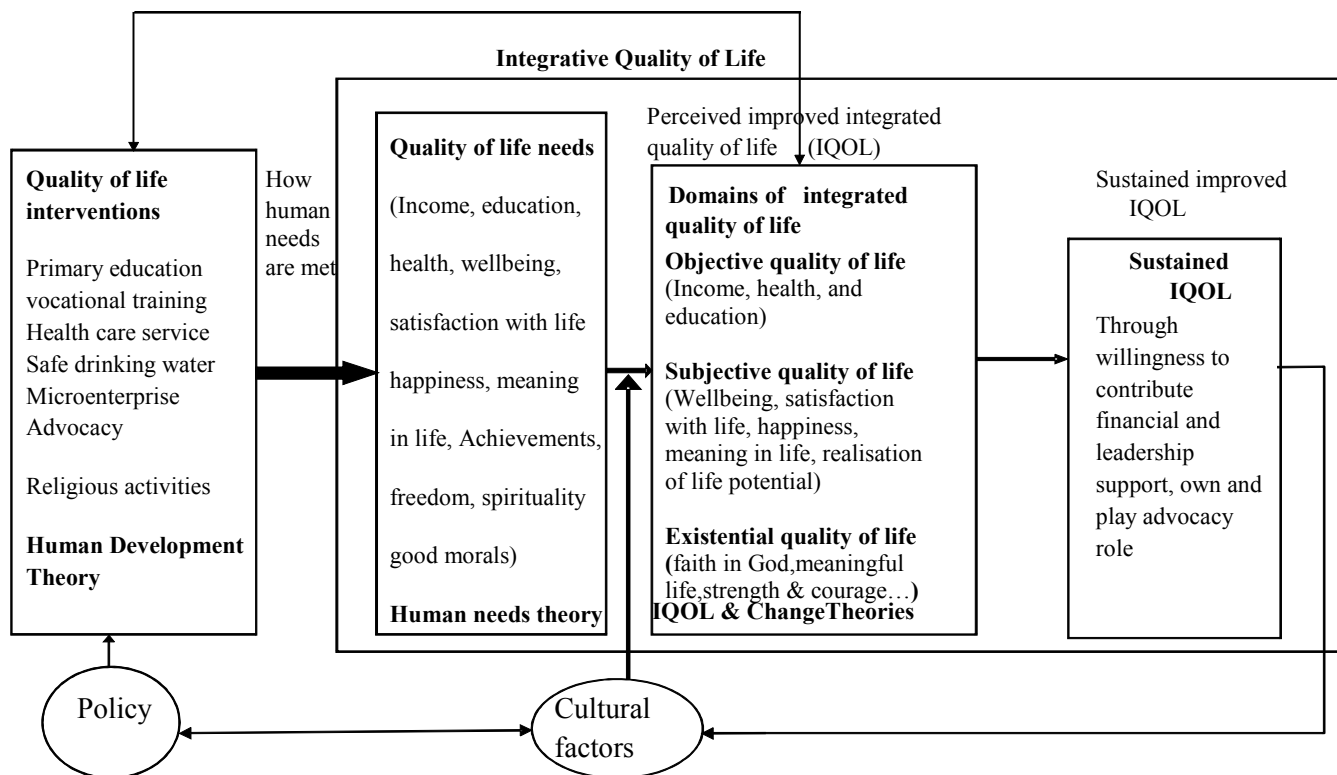 Integrative Quality of Life
Quality of life
interventions
Primary education
vocational training
Health care service
Safe drinking water
Microenterprise
Advocacy
Religious activities
Human Development
Theory
How
human
needs
are met
Quality of life needs
(Income, education,
health, wellbeing,
satisfaction with life
happiness, meaning
in life, Achievements,
freedom, spirituality
good morals)
Human needs theory
Perceived improved integrated
quality of life (IQOL)
Domains of integrated
quality of life
Objective quality of life
(Income, health, and
education)
Subjective quality of life
(Wellbeing, satisfaction
with life, happiness,
meaning in life, realisation
of life potential)
Existential quality of life
(faith in God,meaningful
life,strength & courage…)
IQOL & ChangeTheories
Sustained improved
IQOL
Sustained
IQOL
Through
willingness to
contribute
financial and
leadership
support, own and
play advocacy
role
Policy
Cultural
factors